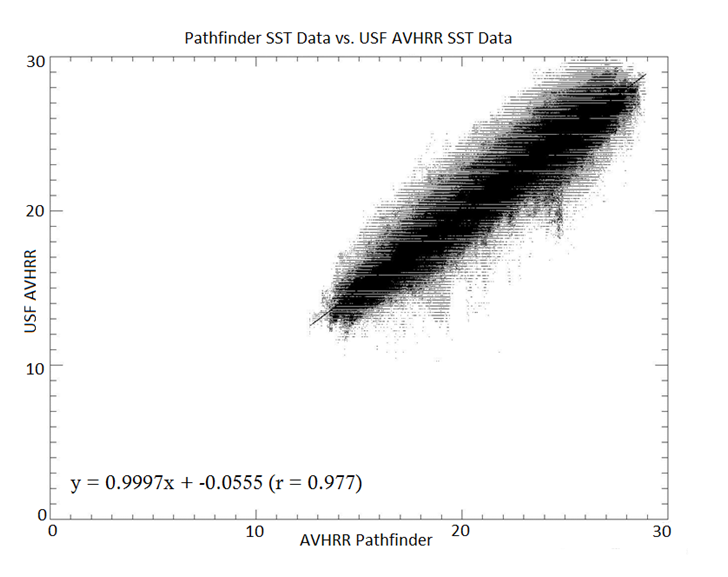 Pathfinder SST Data vs. USF AVHRR SST Data
30
20
10
0
USF AVHRR
y = 0.9997x + -0.0555 (r = 0.977)
0 10 20 30
AVHRR Pathfinder